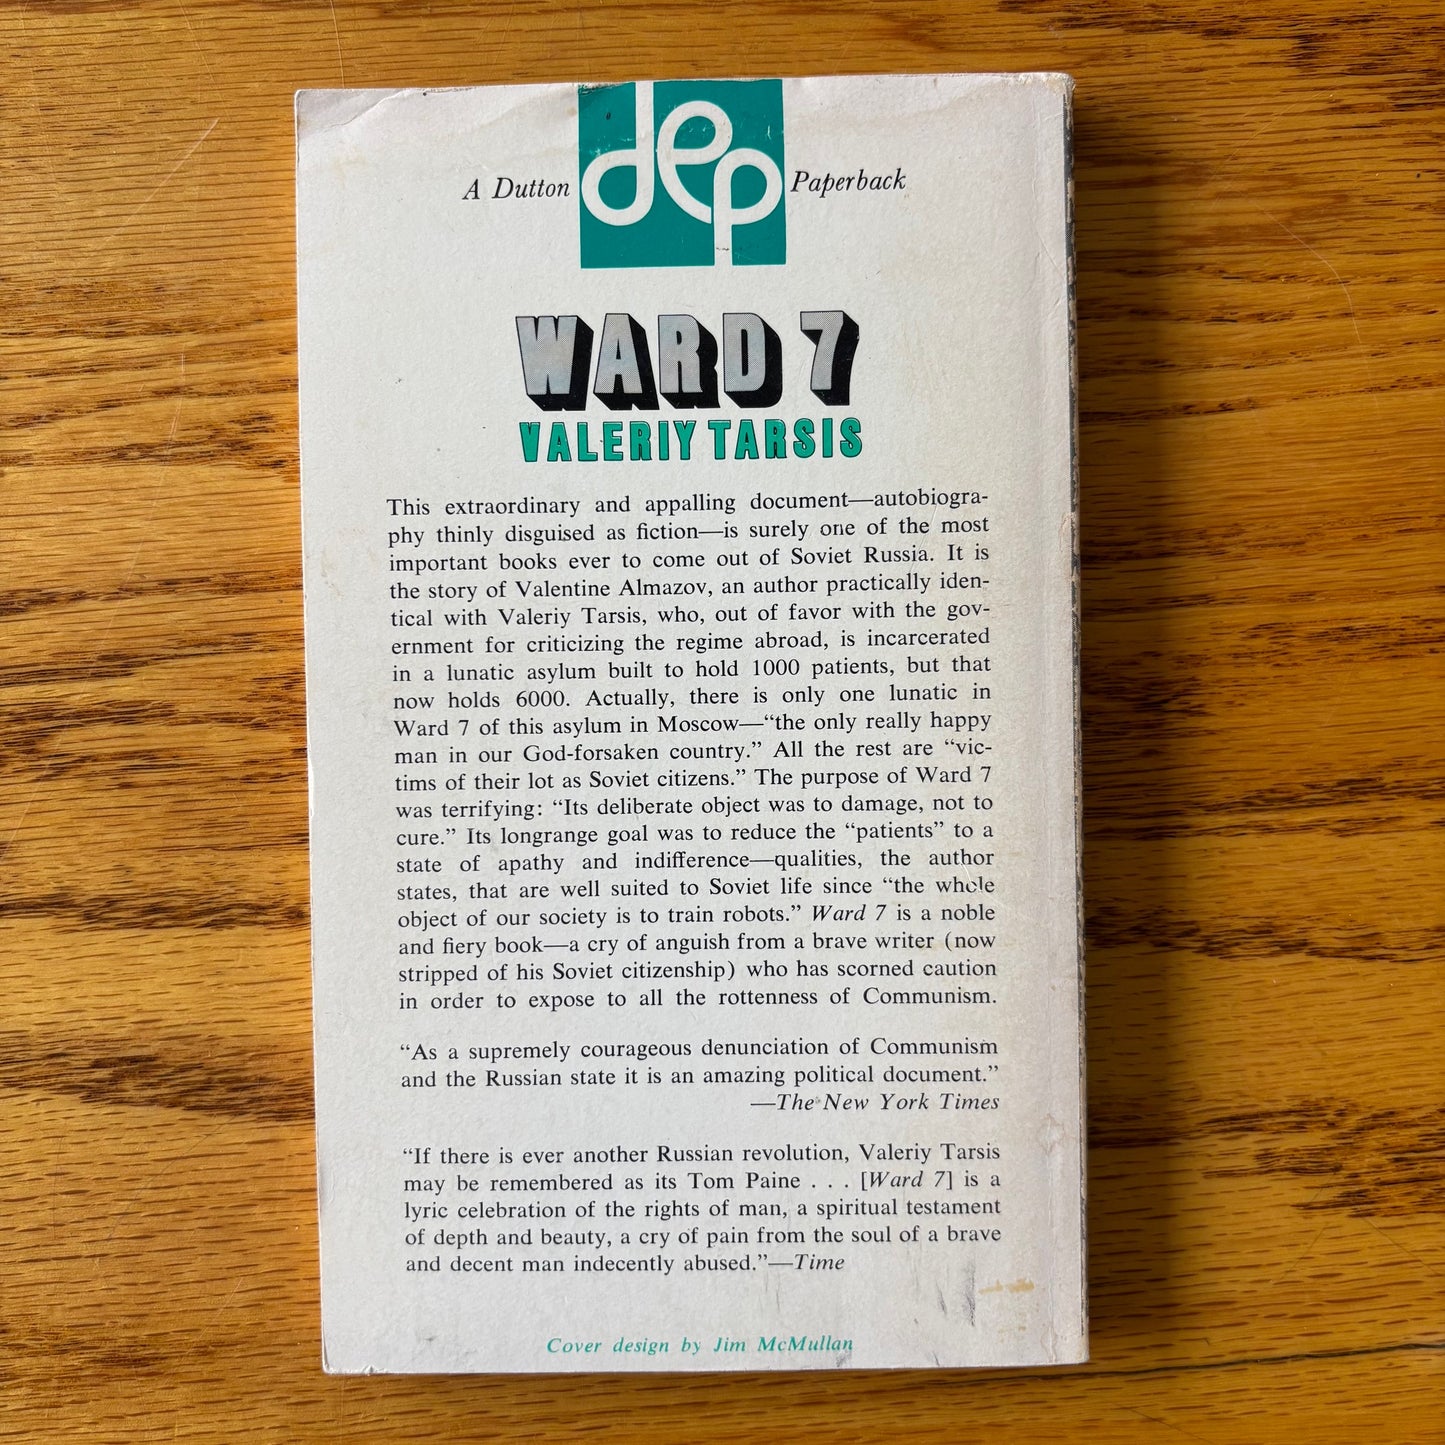 A Dutton dep Paperback
WARD 7
VALERIY TARSIS
This extraordinary and appalling document—autobiogra-
phy thinly disguised as fiction—is surely one of the most
important books ever to come out of Soviet Russia. It is
the story of Valentine Almazov, an author practically iden-
tical with Valeriy Tarsis, who, out of favor with the gov-
ernment for criticizing the regime abroad, is incarcerated
in a lunatic asylum built to hold 1000 patients, but that
now holds 6000. Actually, there is only one lunatic in
Ward 7 of this asylum in Moscow—“the only really happy
man in our God-forsaken country.” All the rest are “vic-
tims of their lot as Soviet citizens.” The purpose of Ward 7
was terrifying: “Its deliberate object was to damage, not to
cure.” Its longrange goal was to reduce the “patients” to a
state of apathy and indifference—qualities, the author
states, that are well suited to Soviet life since “the whole
object of our society is to train robots.” Ward 7 is a noble
and fiery book—a cry of anguish from a brave writer (now
stripped of his Soviet citizenship) who has scorned caution
in order to expose to all the rottenness of Communism.
“As a supremely courageous denunciation of Communism
and the Russian state it is an amazing political document.”
—The New York Times
“If there is ever another Russian revolution, Valeriy Tarsis
may be remembered as its Tom Paine . . . [Ward 7] is a
lyric celebration of the rights of man, a spiritual testament
of depth and beauty, a cry of pain from the soul of a brave
and decent man indecently abused.”—Time
Cover design by Jim McMullan